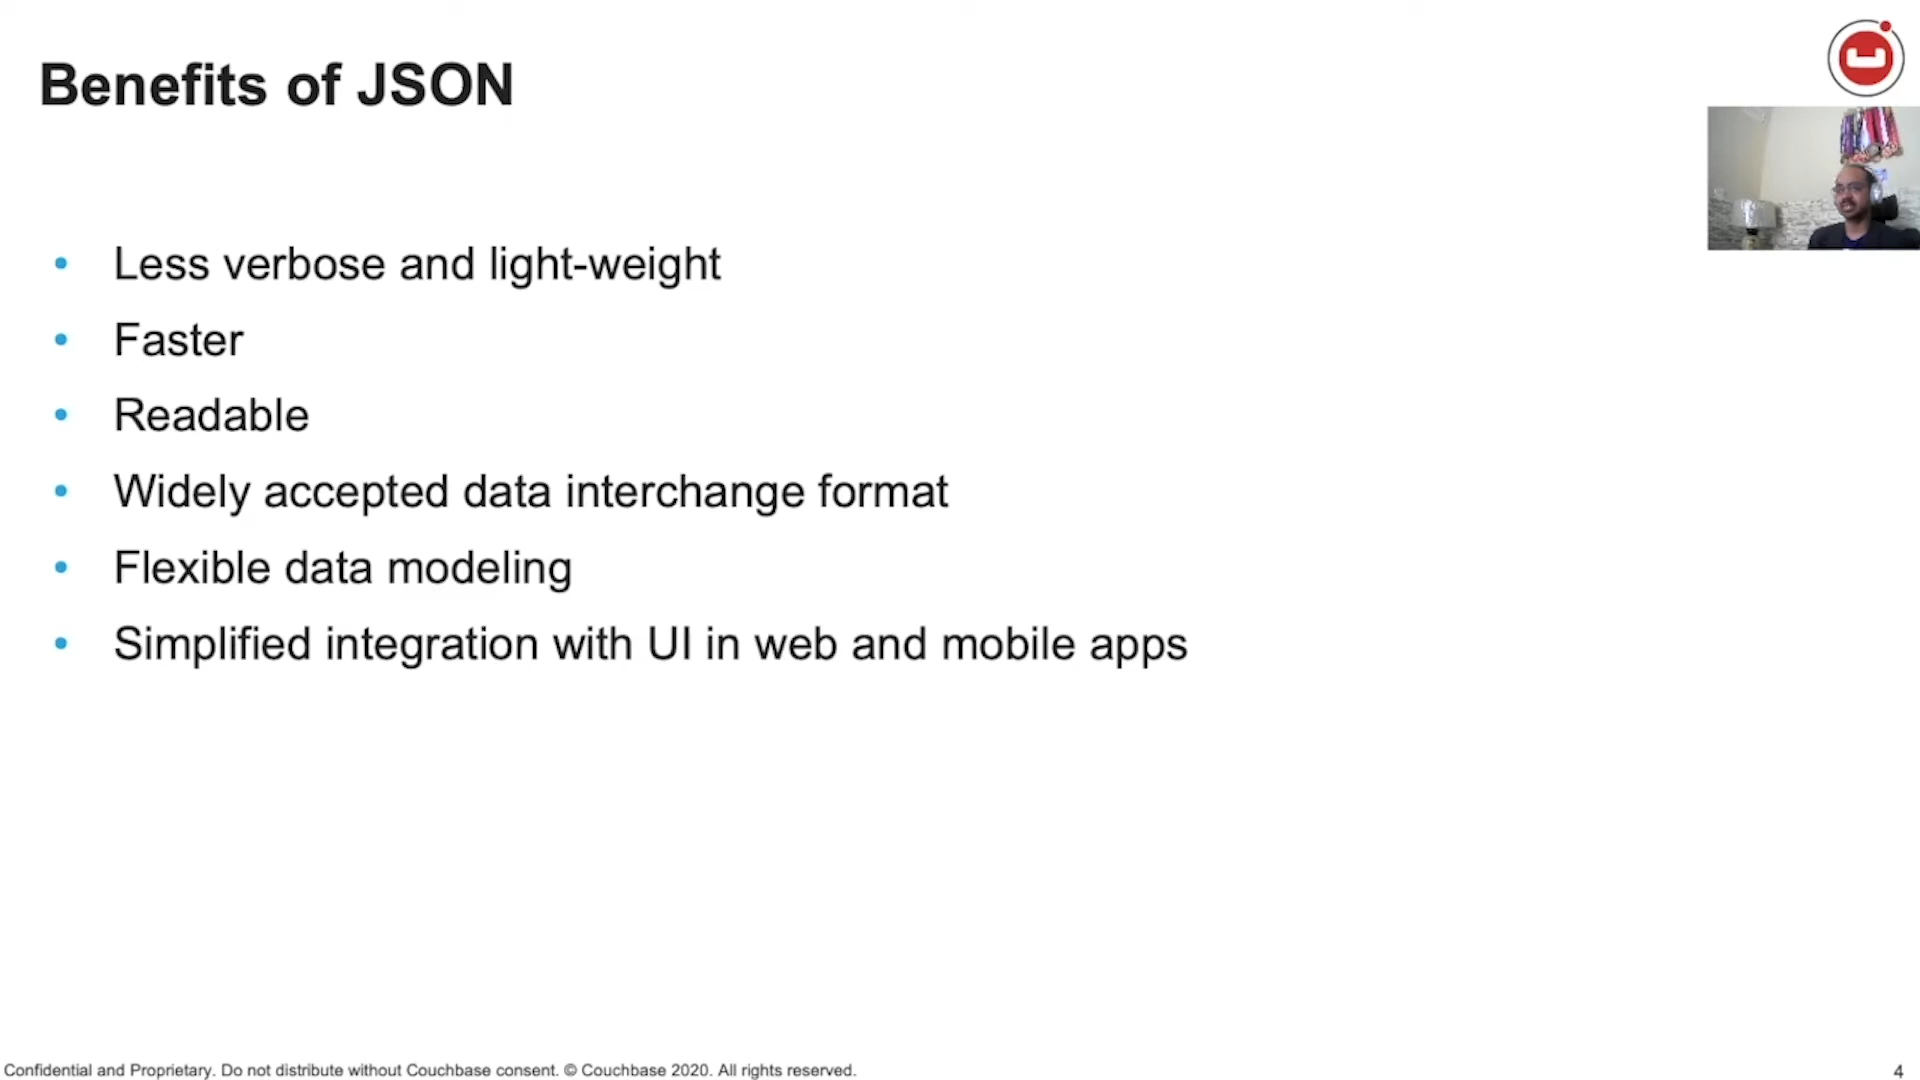 Benefits of JSON
• Less verbose and light-weight
• Faster
• Readable
• Widely accepted data interchange format
• Flexible data modeling
• Simplified integration with UI in web and mobile apps
Confidential and Proprietary. Do not distribute without Couchbase consent. © Couchbase 2020. All rights reserved.
4